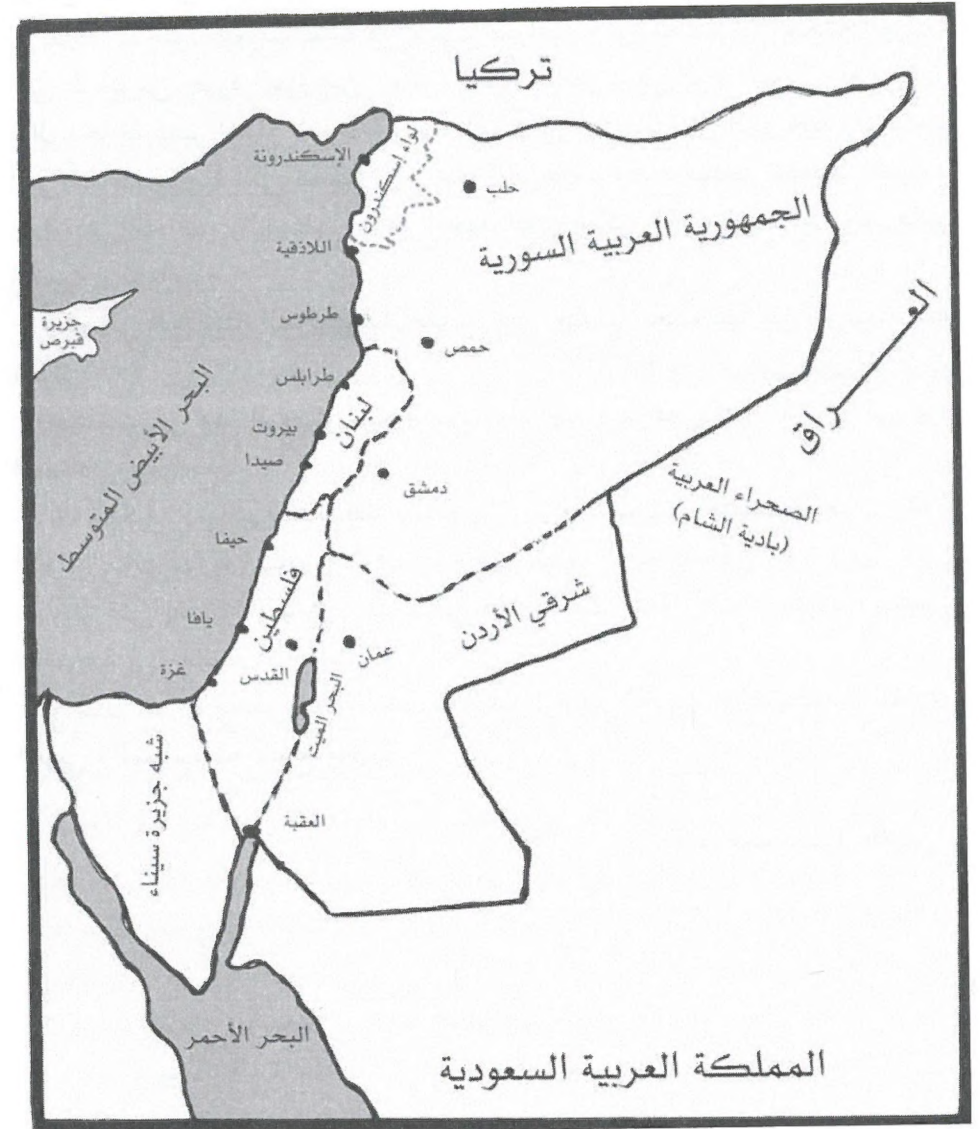 تركيا
الإسكندرونة
لواء إسكندرون
حلب
الجمهورية العربية السورية
اللاذقية
طرطوس
جزيرة
قبرص
حمص
العـراق
طرابلس
لبنان
البحر الأبيض المتوسط
بيروت
صيدا
دمشق
الصحراء العربية
(بادية الشام)
حيفا
فلسطين
شرقي الأردن
يافا
عمان
القدس
غزة
البحر الميت
شبه جزيرة سيناء
العقبة
البحر الأحمر
المملكة العربية السعودية